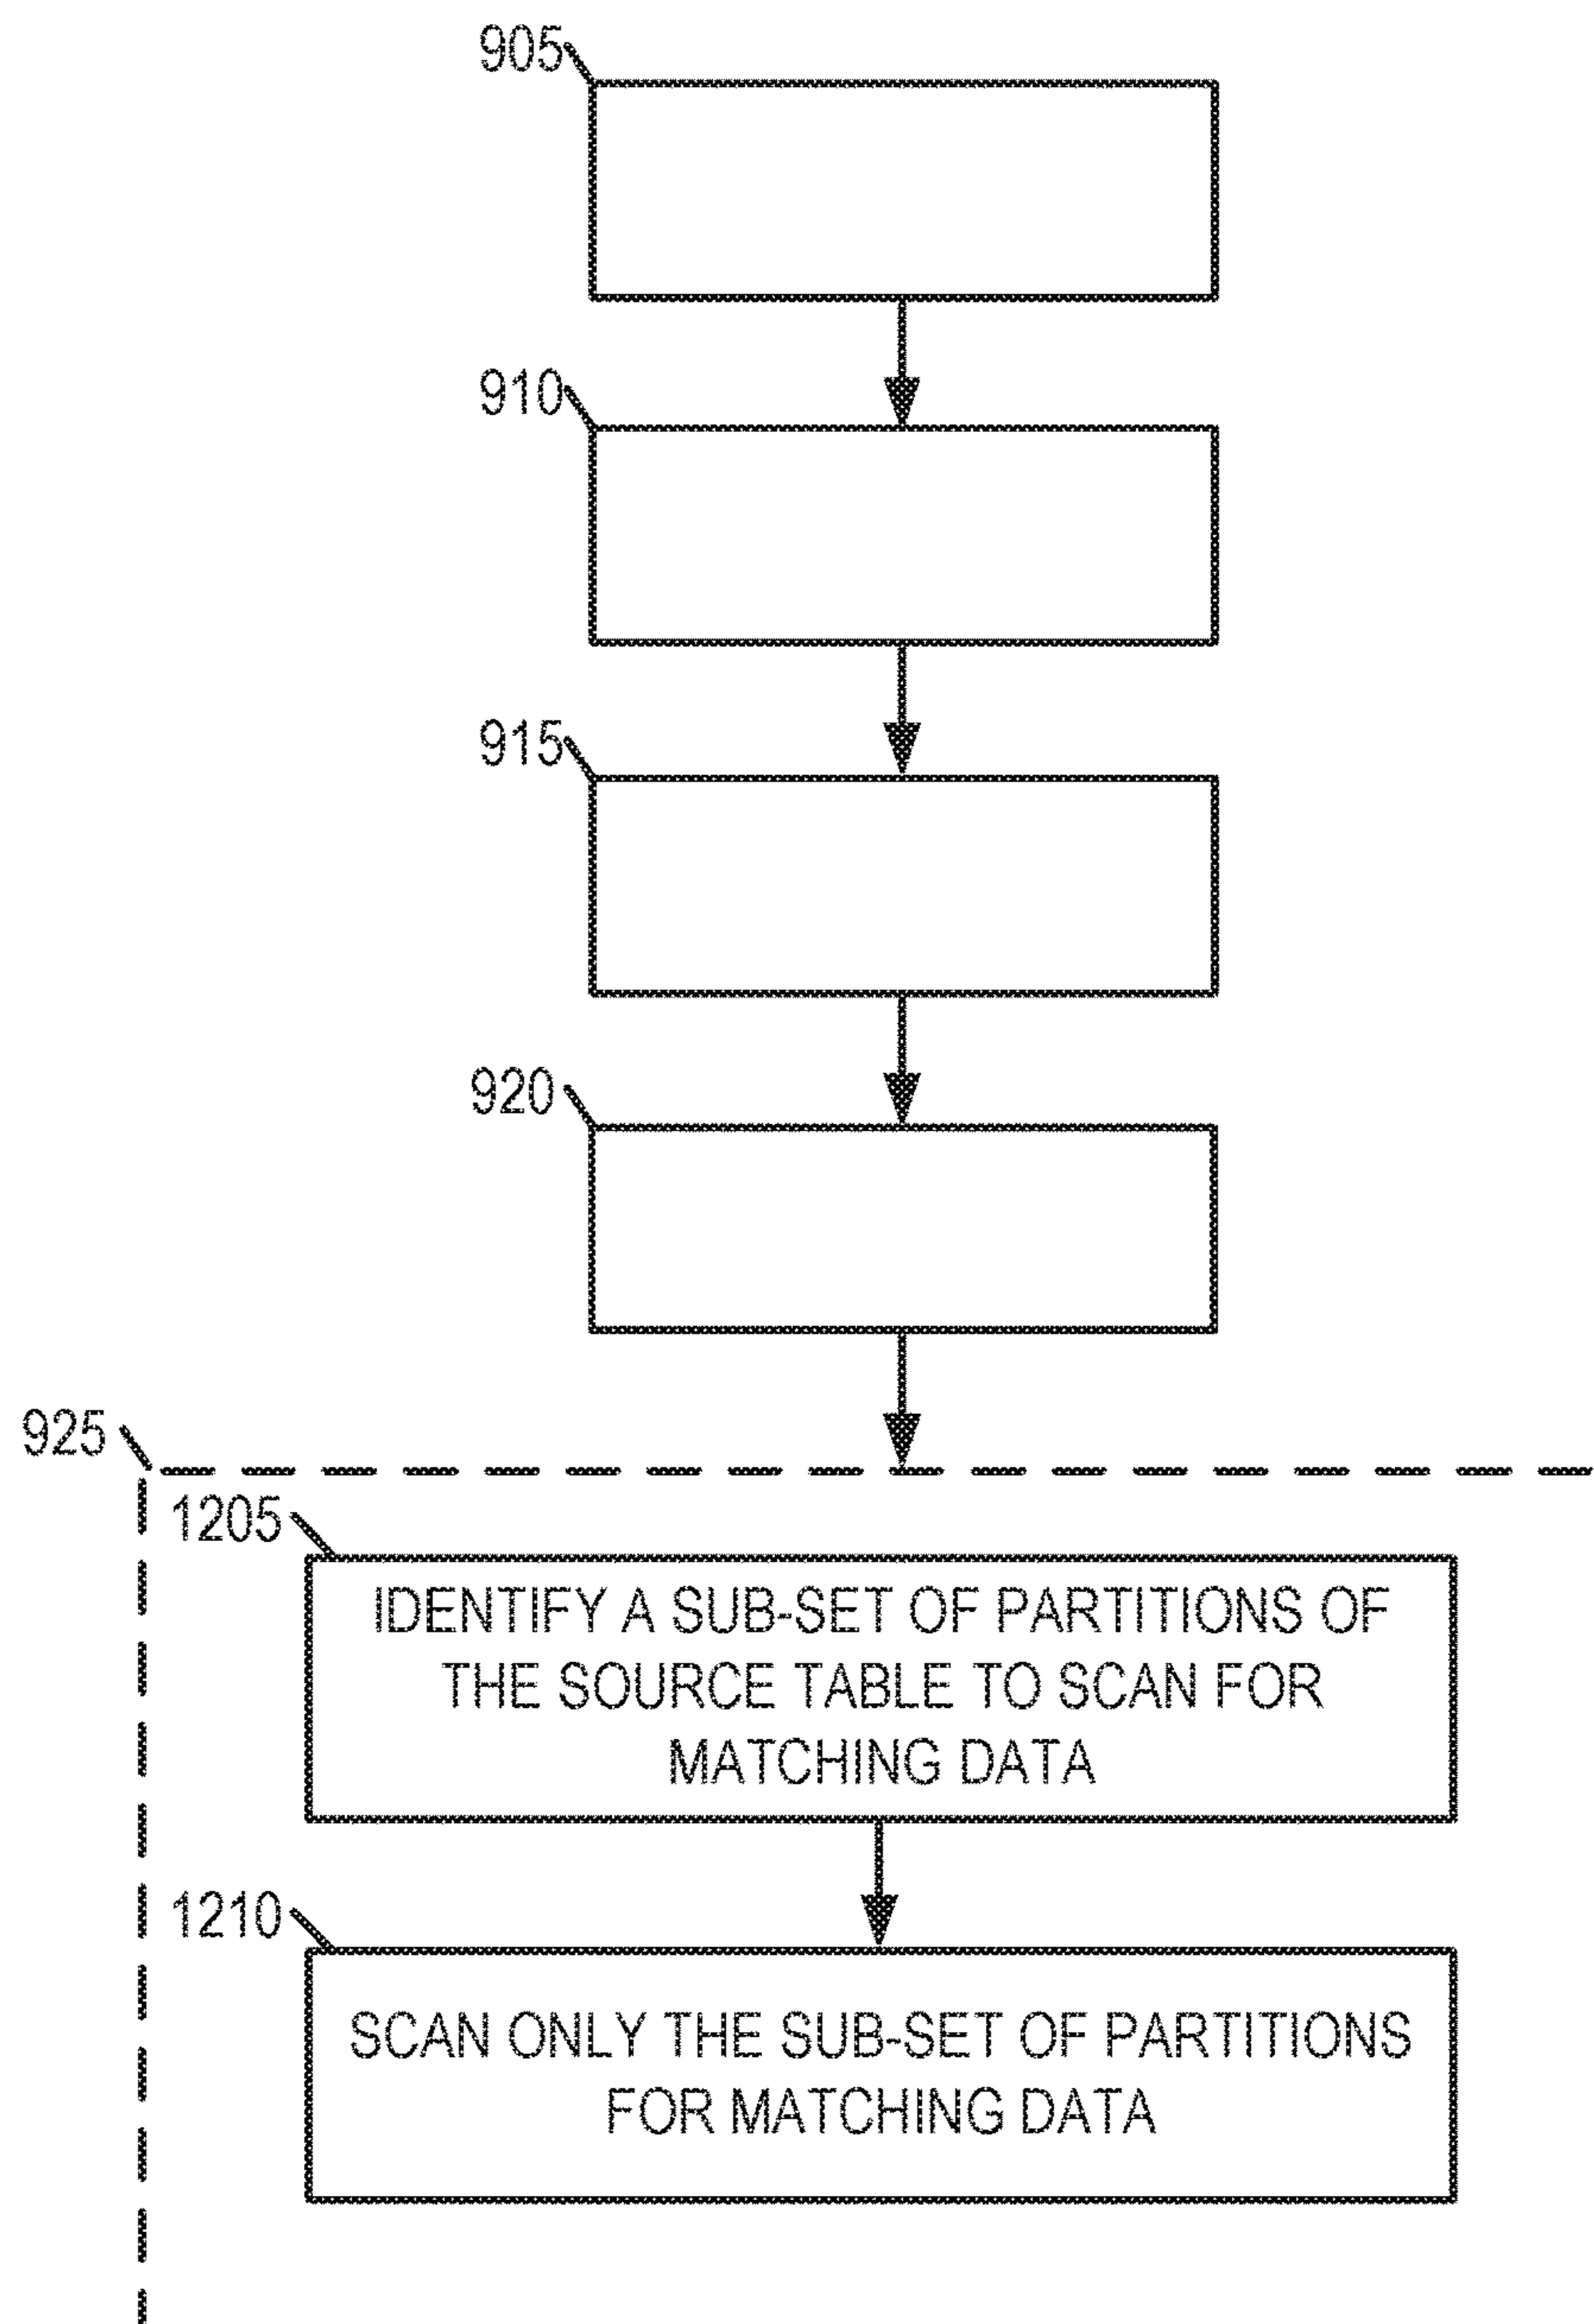 905
910
915
920
925
1205
IDENTIFY A SUB-SET OF PARTITIONS OF
THE SOURCE TABLE TO SCAN FOR
MATCHING DATA
1210
SCAN ONLY THE SUB-SET OF PARTITIONS
FOR MATCHING DATA